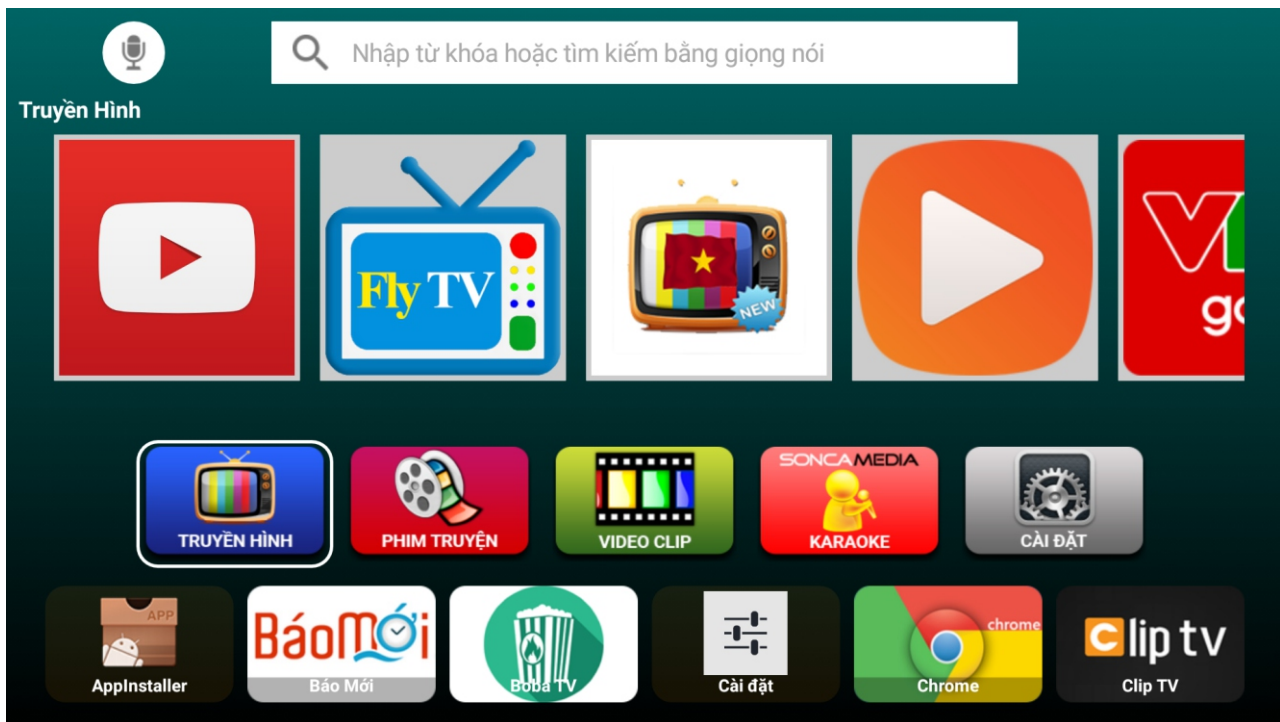 Nhập từ khóa hoặc tìm kiếm bằng giọng nói
Truyền Hình
Fly TV
NEW
go
TRUYỀN HÌNH
PHIM TRUYỆN
VIDEO CLIP
SONCAMEDIA
KARAOKE
CÀI ĐẶT
APP
AppInstaller
BáoMới
Báo Mới
Boba TV
Cài đặt
chrome
Chrome
Clip tv
Clip TV